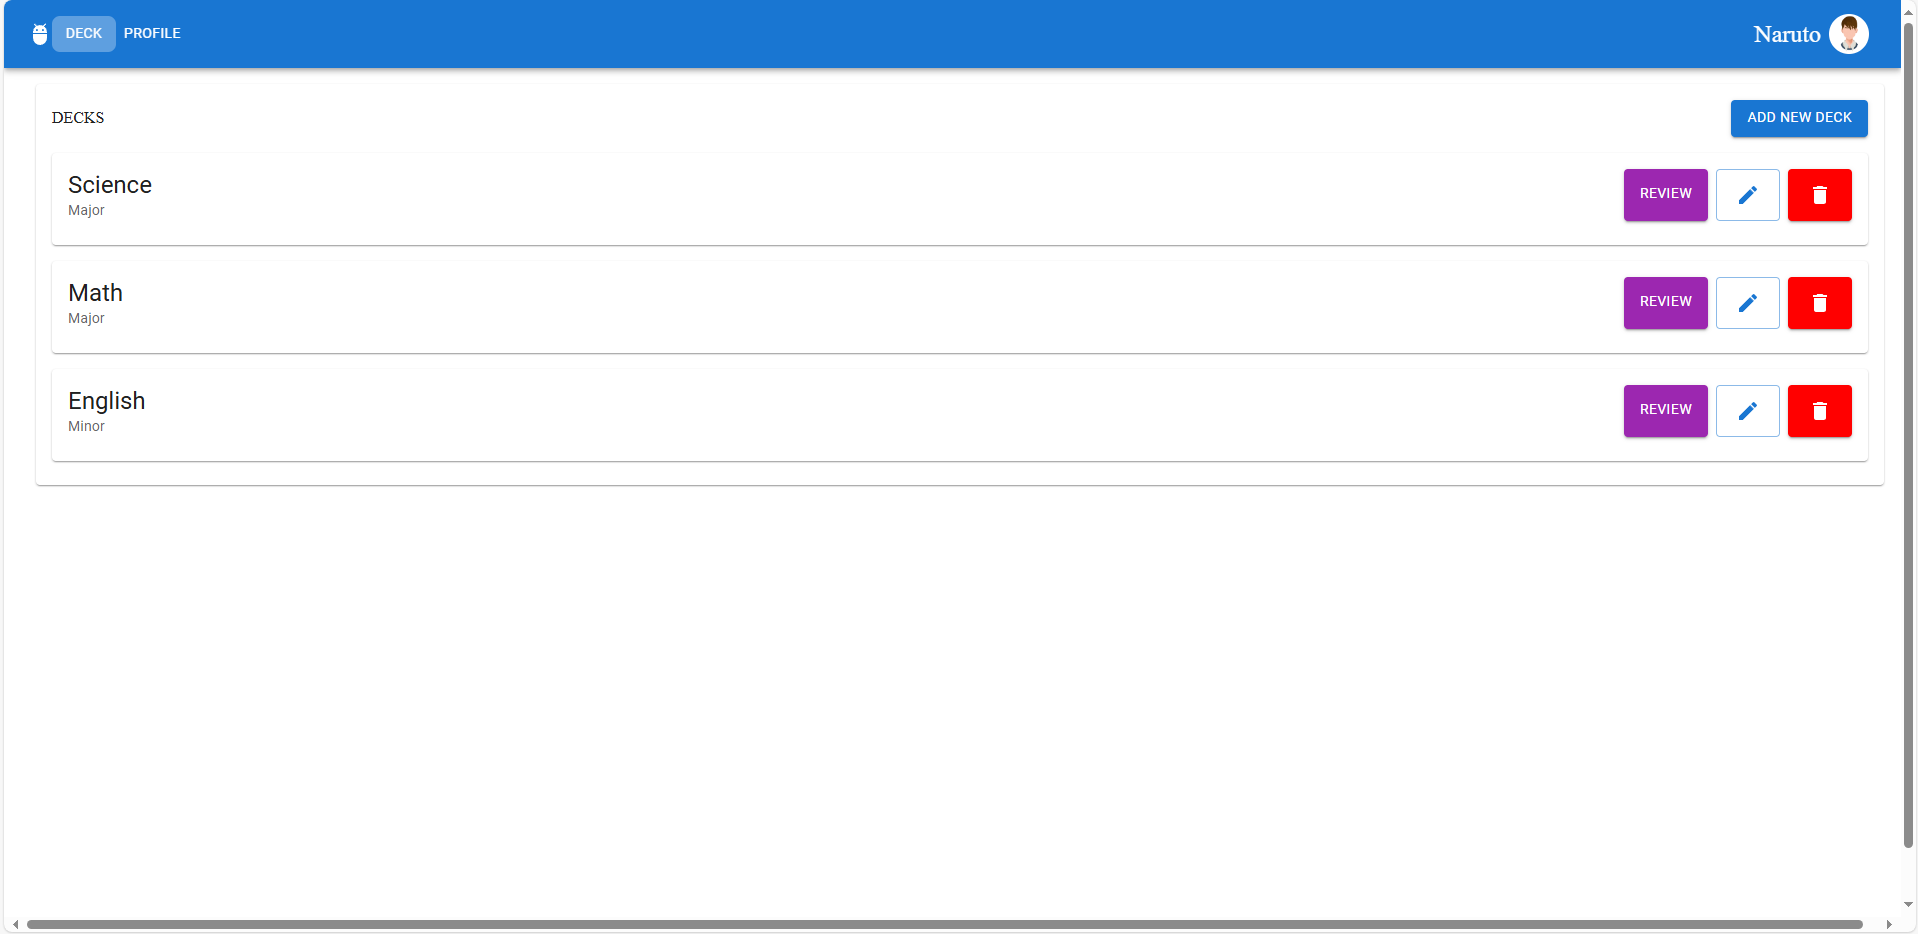 DECK PROFILE Naruto
DECKS ADD NEW DECK
Science
Major
REVIEW
Math
Major
REVIEW
English
Minor
REVIEW